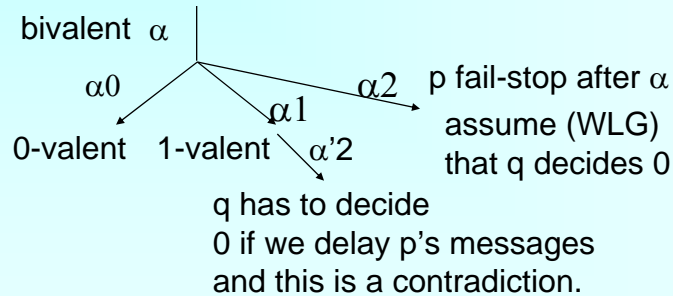 bivalent α
α0
α1
α2
p fail-stop after α
assume (WLG)
that q decides 0
0-valent
1-valent
α’2
q has to decide
0 if we delay p’s messages
and this is a contradiction.